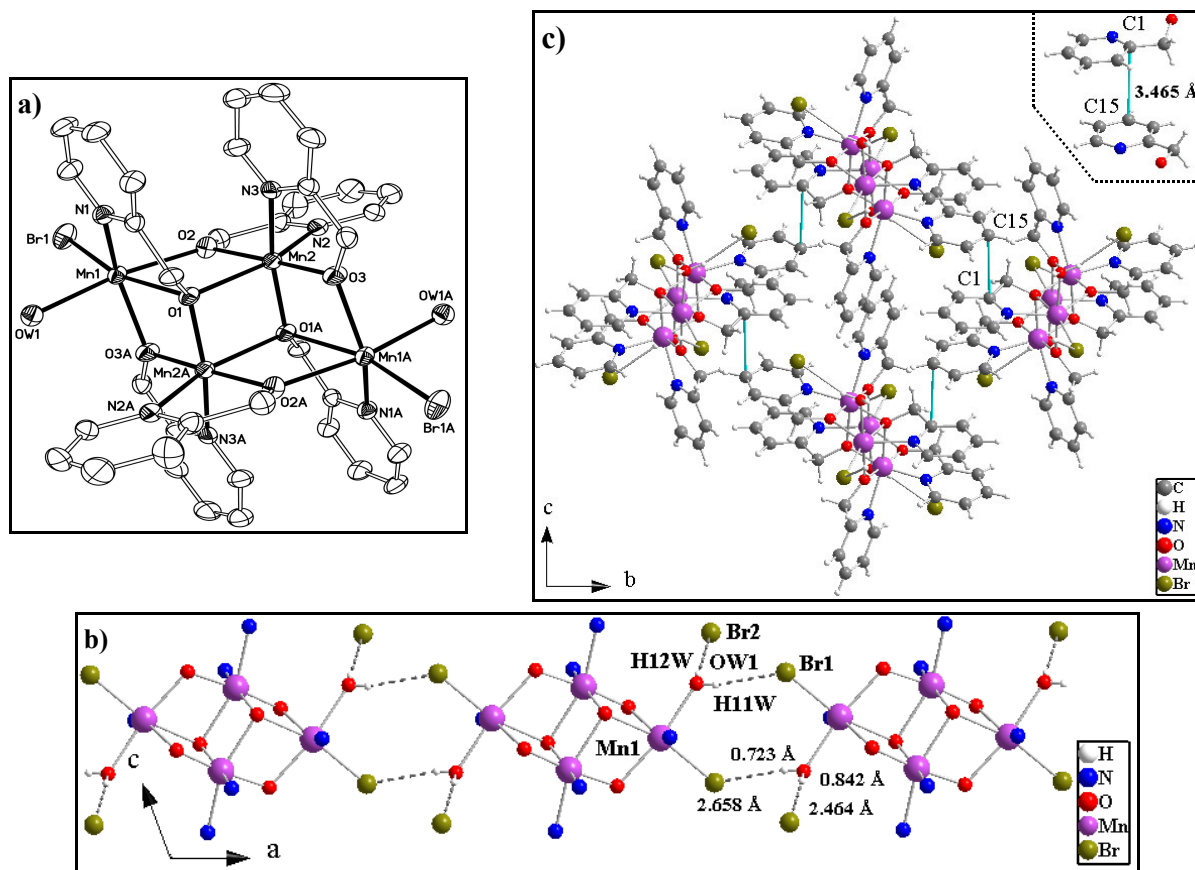 a)
N3
N1
Br1
O2
N2
Mn1
Mn2
O3
OW1
O1
OW1A
O3A
O1A
Mn2A
Mn1A
N2A
O2A
N1A
N3A
Br1A
c)
C1
3.465 Å
C15
C15
C1
c
b
C
H
N
O
Mn
Br
b)
Br2
H12W OW1 Br1
H11W
Mn1
0.723 Å
0.842 Å
2.658 Å 2.464 Å
c
a
H
N
O
Mn
Br